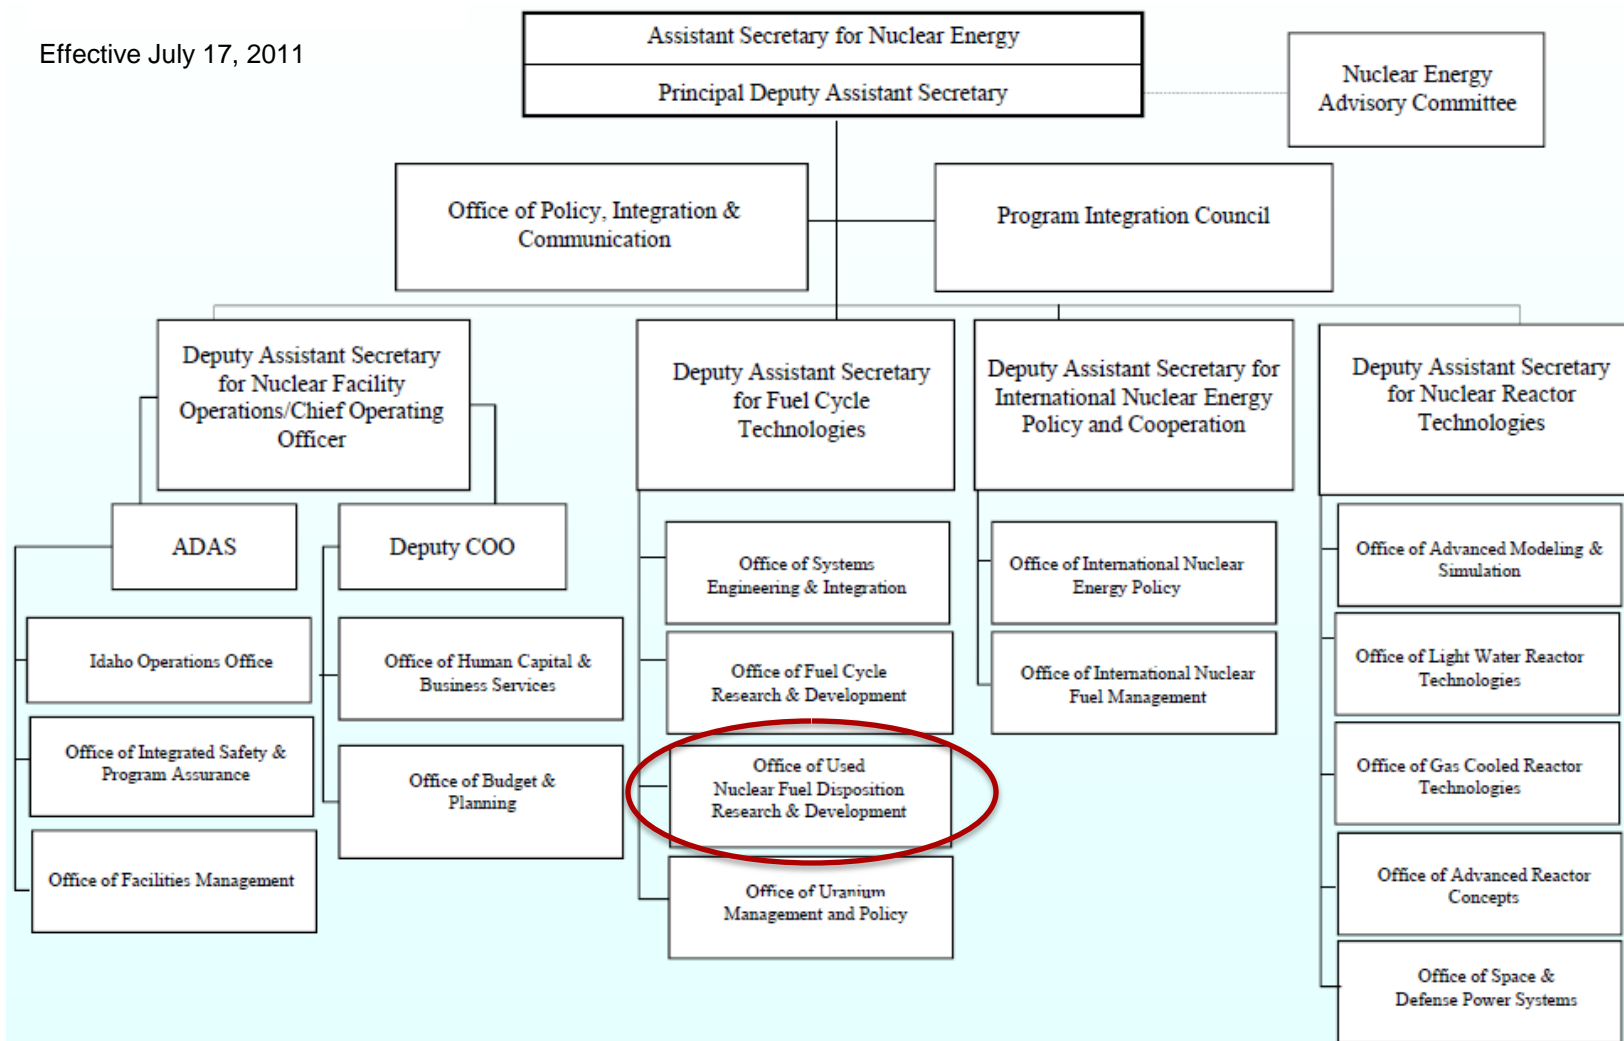 Effective July 17, 2011
Assistant Secretary for Nuclear Energy
Principal Deputy Assistant Secretary
Nuclear Energy
Advisory Committee
Office of Policy, Integration &
Communication
Program Integration Council
Deputy Assistant Secretary
for Nuclear Facility
Operations/Chief Operating
Officer
Deputy Assistant Secretary
for Fuel Cycle
Technologies
Deputy Assistant Secretary for
International Nuclear Energy
Policy and Cooperation
Deputy Assistant Secretary
for Nuclear Reactor
Technologies
ADAS
Deputy COO
Idaho Operations Office
Office of Integrated Safety &
Program Assurance
Office of Facilities Management
Office of Human Capital &
Business Services
Office of Budget &
Planning
Office of Systems
Engineering & Integration
Office of Fuel Cycle
Research & Development
Office of Used
Nuclear Fuel Disposition
Research & Development
Office of Uranium
Management and Policy
Office of International Nuclear
Energy Policy
Office of International Nuclear
Fuel Management
Office of Advanced Modeling &
Simulation
Office of Light Water Reactor
Technologies
Office of Gas Cooled Reactor
Technologies
Office of Advanced Reactor
Concepts
Office of Space &
Defense Power Systems